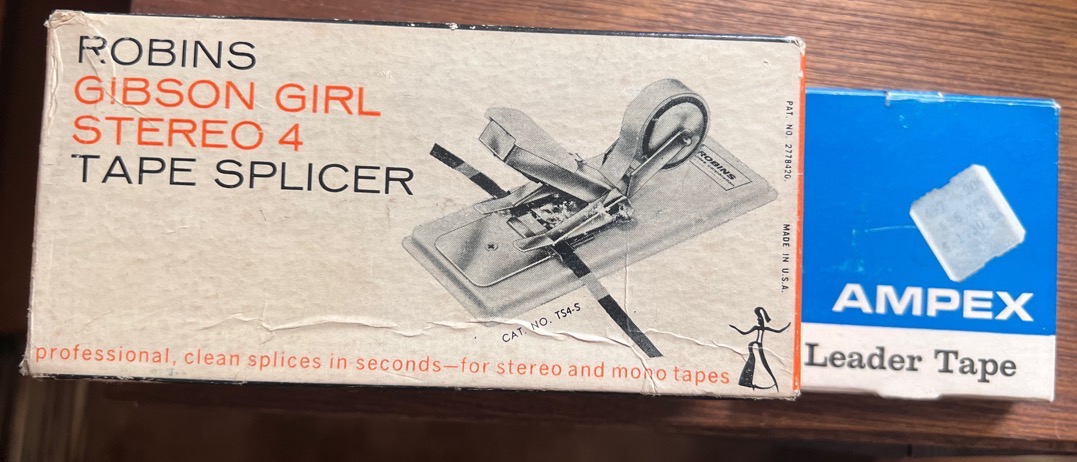 ROBINS
GIBSON GIRL
STEREO 4
TAPE SPLICER
ROBINS
PAT. NO. 2778420.
MADE IN U.S.A.
CAT. NO. TS4-S
professional, clean splices in seconds—for stereo and mono tapes
AMPEX
Leader Tape